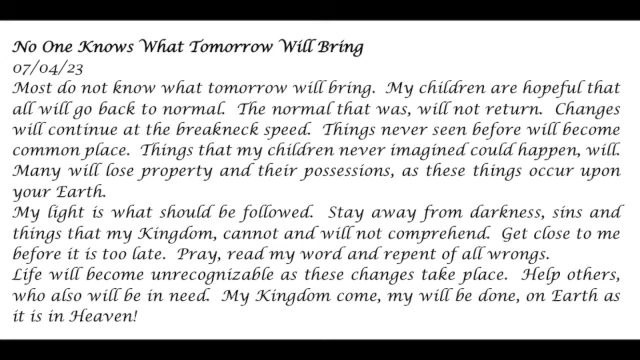 No One Knows What Tomorrow Will Bring
07/04/23
Most do not know what tomorrow will bring.  My children are hopeful that
all will go back to normal.  The normal that was, will not return.  Changes
will continue at the breakneck speed.  Things never seen before will become
common place.  Things that my children never imagined could happen, will.
Many will lose property and their possessions, as these things occur upon
your Earth.
My light is what should be followed.  Stay away from darkness, sins and
things that my Kingdom, cannot and will not comprehend.  Get close to me
before it is too late.  Pray, read my word and repent of all wrongs.
Life will become unrecognizable as these changes take place.  Help others,
who also will be in need.  My Kingdom come, my will be done, on Earth as
it is in Heaven!